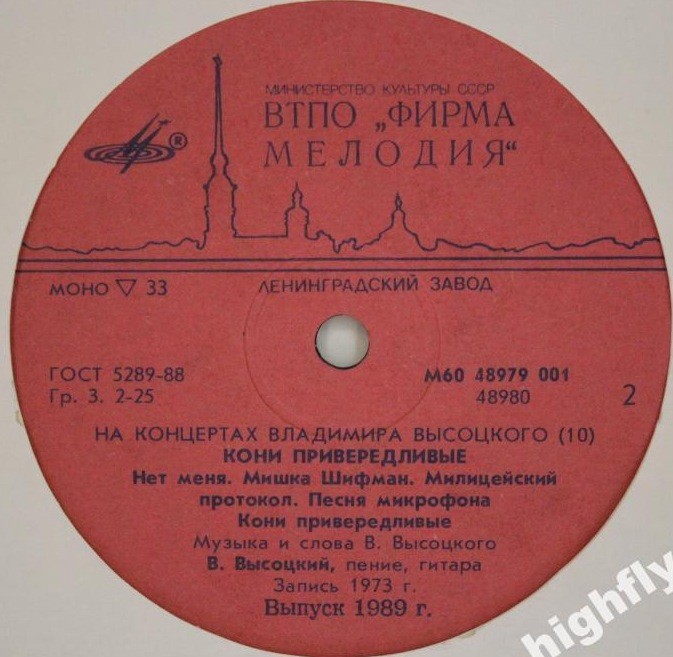 МИНИСТЕРСТВО КУЛЬТУРЫ СССР
ВТПО „ФИРМА
МЕЛОДИЯ“
®
МОНО ▽ 33
ЛЕНИНГРАДСКИЙ ЗАВОД
ГОСТ 5289-88
М60 48979 001
Гр. 3. 2-25
48980
2
НА КОНЦЕРТАХ ВЛАДИМИРА ВЫСОЦКОГО (10)
КОНИ ПРИВЕРЕДЛИВЫЕ
Нет меня. Мишка Шифман. Милицейский
протокол. Песня микрофона
Кони привередливые
Музыка и слова В. Высоцкого
В. Высоцкий, пение, гитара
Запись 1973 г.
Выпуск 1989 г.
highfly